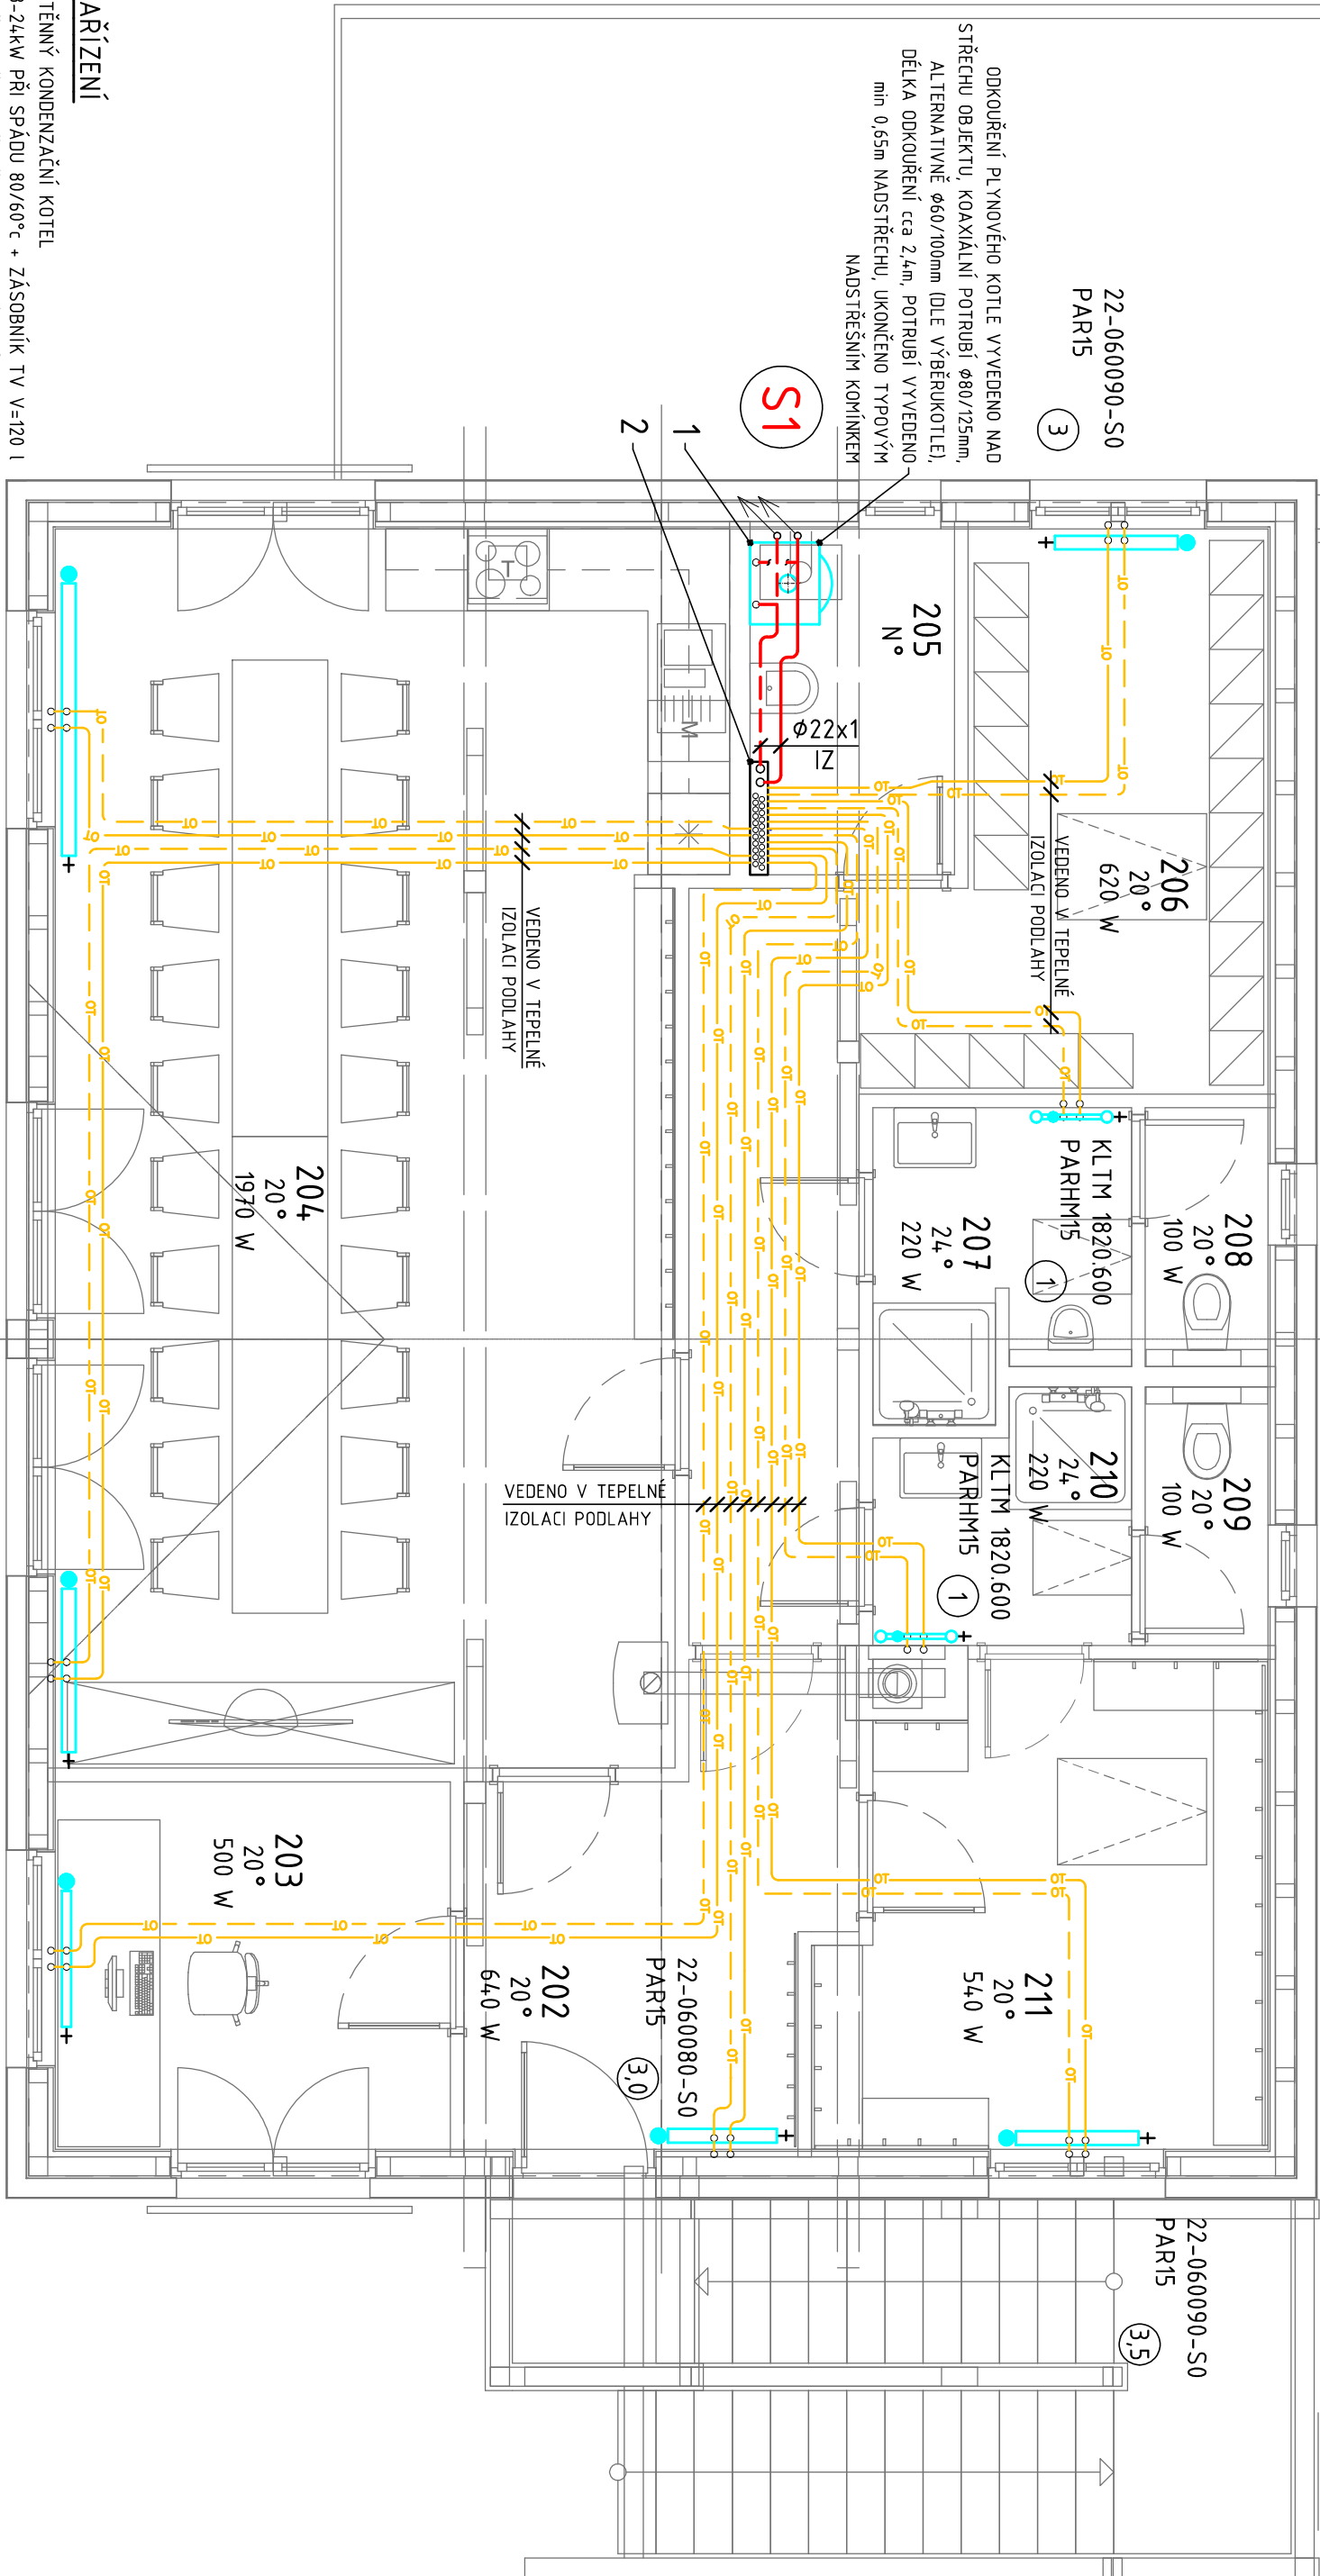 AŘÍZENÍ
TĚNNÝ KONDENZAČNÍ KOTEL
3-24kW PŘI SPÁDU 80/60°c + ZÁSOBNÍK TV V=120 l
ODKOUŘENÍ PLYNOVÉHO KOTLE VYVEDENO NAD
STŘECHU OBJEKTU, KOAXIÁLNÍ POTRUBÍ ϕ80/125mm,
ALTERNATIVNĚ ϕ60/100mm (DLE VÝBĚRUKOTLE),
DÉLKA ODKOUŘENÍ cca 2,4m, POTRUBÍ VYVEDENO
min 0,65m NADSTŘECHU, UKONČENO TYPOVÝM
NADSTŘEŠNÍM KOMÍNKEM
22-060090-S0
PAR15
3
S1
1
2
205
N°
ϕ22x1
IZ
206
20°
620 W
VEDENO V TEPELNÉ
IZOLACI PODLAHY
VEDENO V TEPELNÉ
IZOLACI PODLAHY
T
M
204
20°
1970 W
207
24°
220 W
KLTM 1820.600
PARHM15
1
208
20°
100 W
209
20°
100 W
210
24°
220 W
KLTM 1820.600
PARHM15
1
VEDENO V TEPELNÉ
IZOLACI PODLAHY
203
20°
500 W
202
20°
640 W
22-060080-S0
PAR15
3,0
211
20°
540 W
22-060090-S0
PAR15
3,5
OT